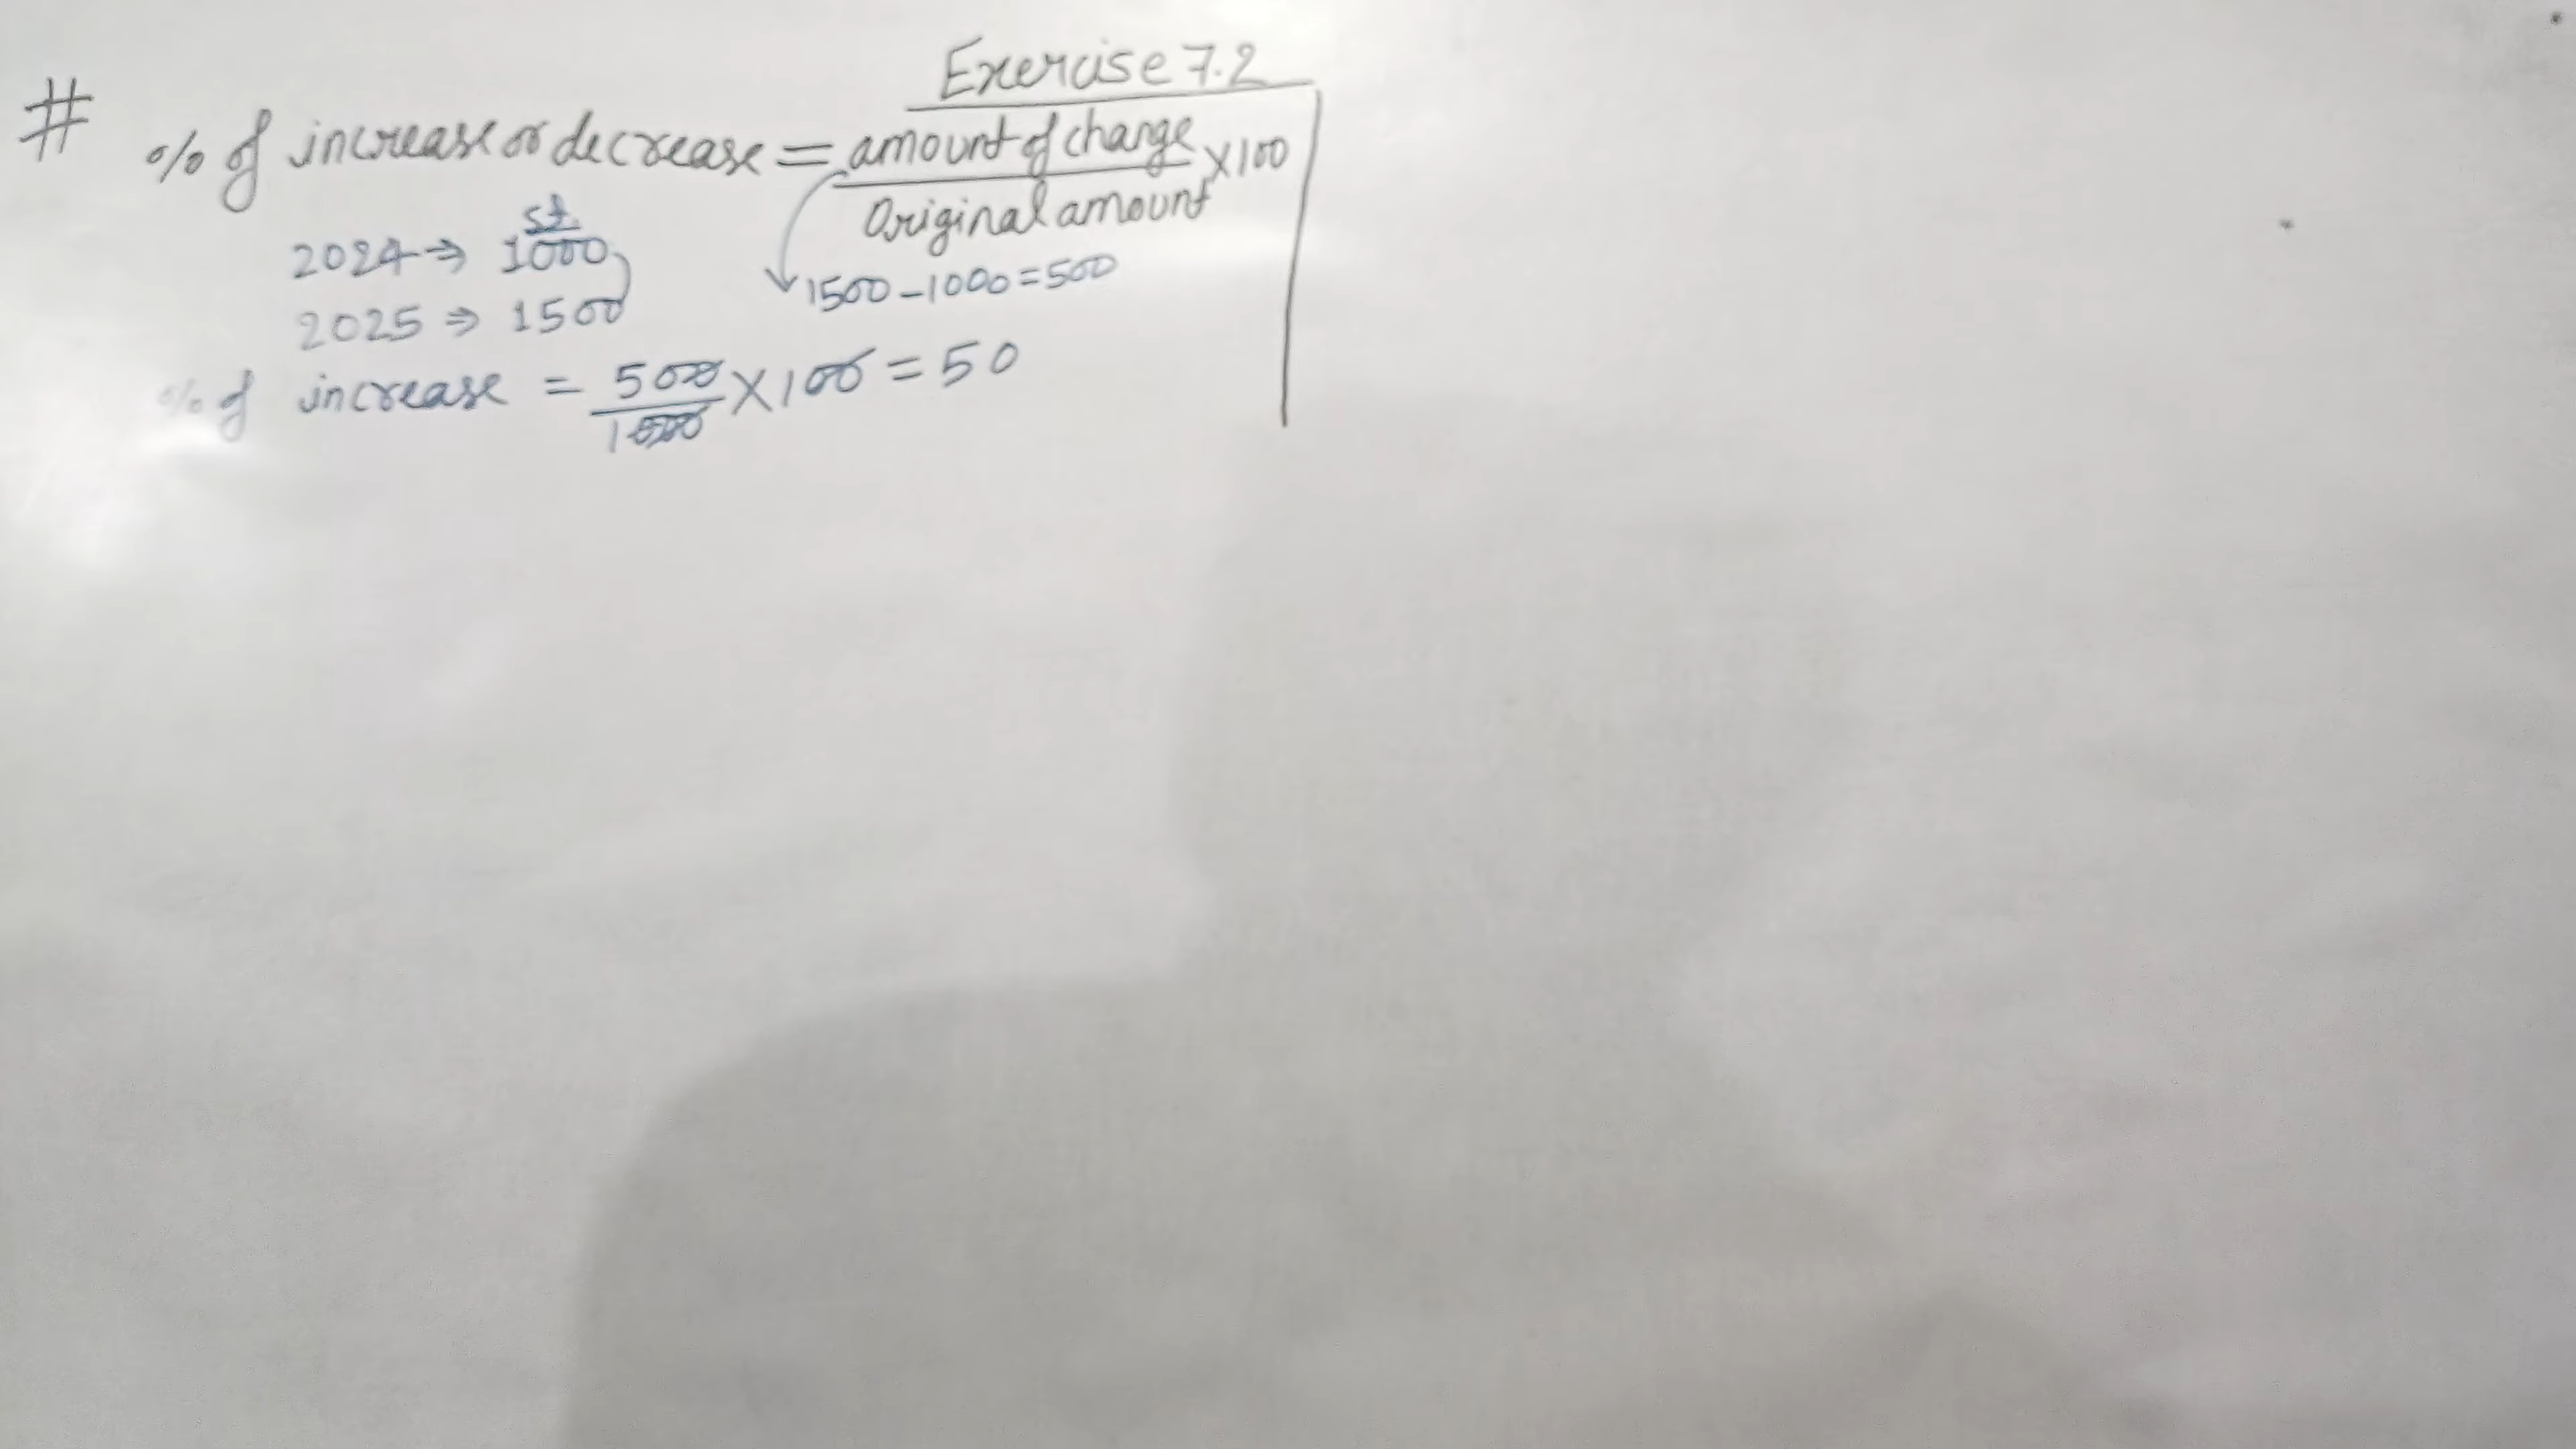 Exercise 7.2
# % of increase or decrease = amount of change / Original amount × 100
St.
2024 ⇒ 1000
2025 ⇒ 1500
1500 - 1000 = 500
% of increase = 500 / 1000 × 100 = 50